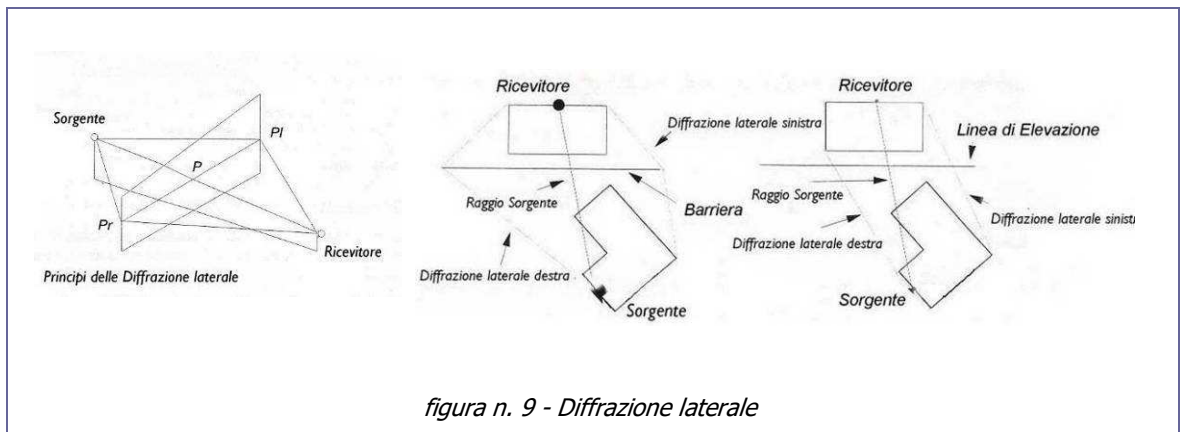 Sorgente
Pl
P
Pr
Ricevitore
Principi delle Diffrazione laterale
Ricevitore
Diffrazione laterale sinistra
Raggio Sorgente
Barriera
Diffrazione laterale destra
Sorgente
Ricevitore
Linea di Elevazione
Raggio Sorgente
Diffrazione laterale sinistr
Diffrazione laterale destra
Sorgente
figura n. 9 - Diffrazione laterale